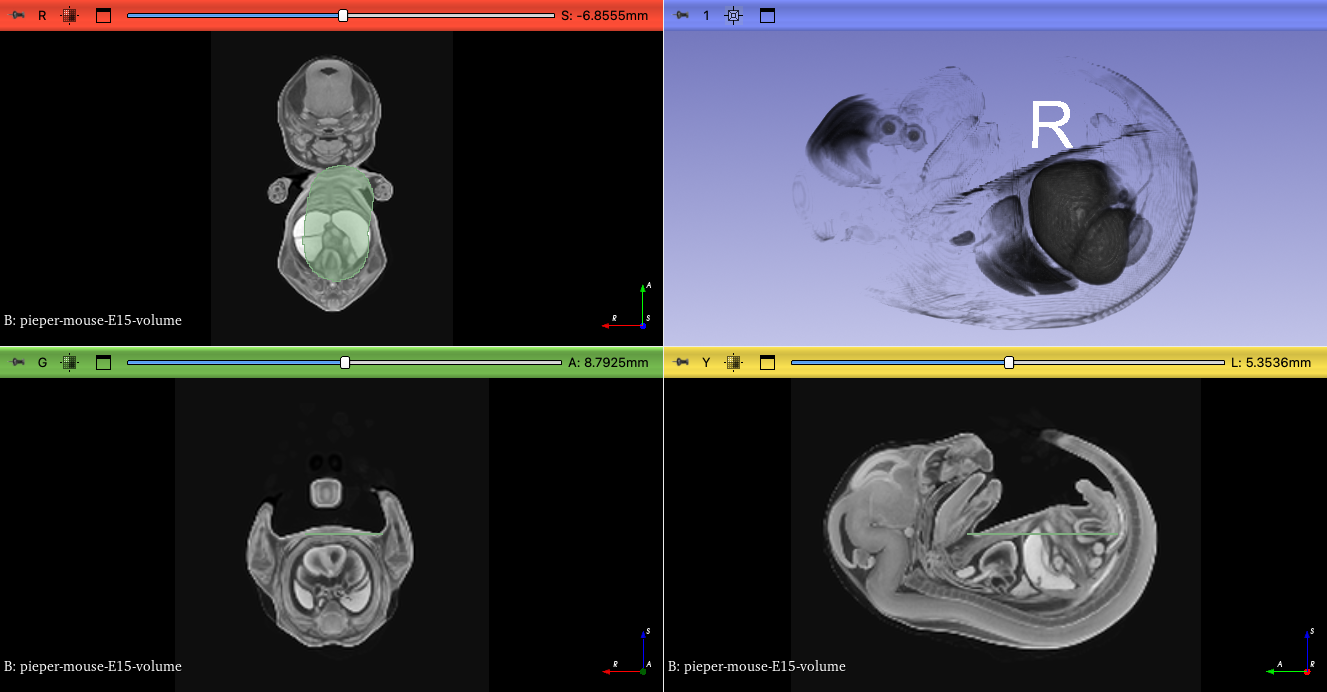 R S: -6.8555mm
1
R
A
R S
B: pieper-mouse-E15-volume
G A: 8.7925mm
Y L: 5.3536mm
S
R A
B: pieper-mouse-E15-volume
S
A R
B: pieper-mouse-E15-volume